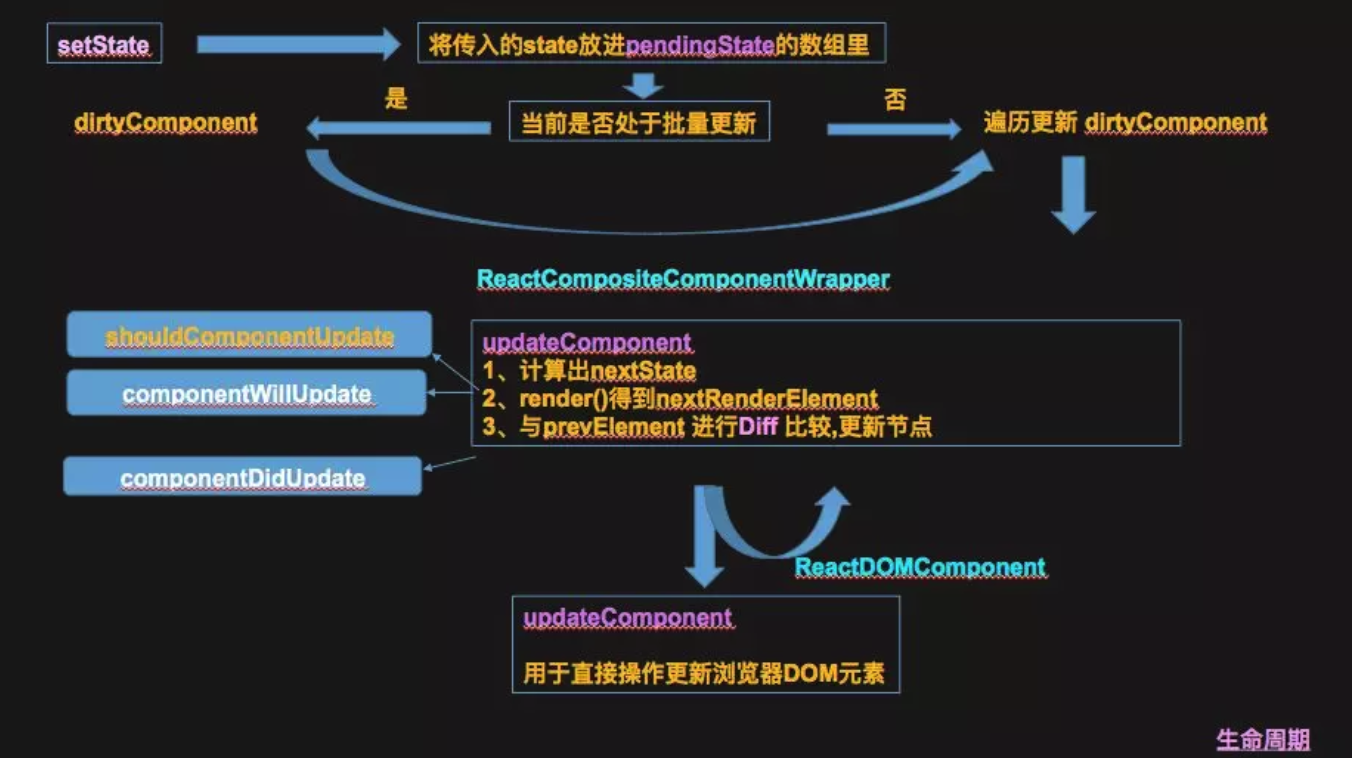 setState
将传入的state放进pendingState的数组里
是
否
dirtyComponent
当前是否处于批量更新
遍历更新 dirtyComponent
ReactCompositeComponentWrapper
shouldComponentUpdate
componentWillUpdate
componentDidUpdate
updateComponent
1、计算出nextState
2、render()得到nextRenderElement
3、与prevElement 进行Diff 比较,更新节点
ReactDOMComponent
updateComponent
用于直接操作更新浏览器DOM元素
生命周期